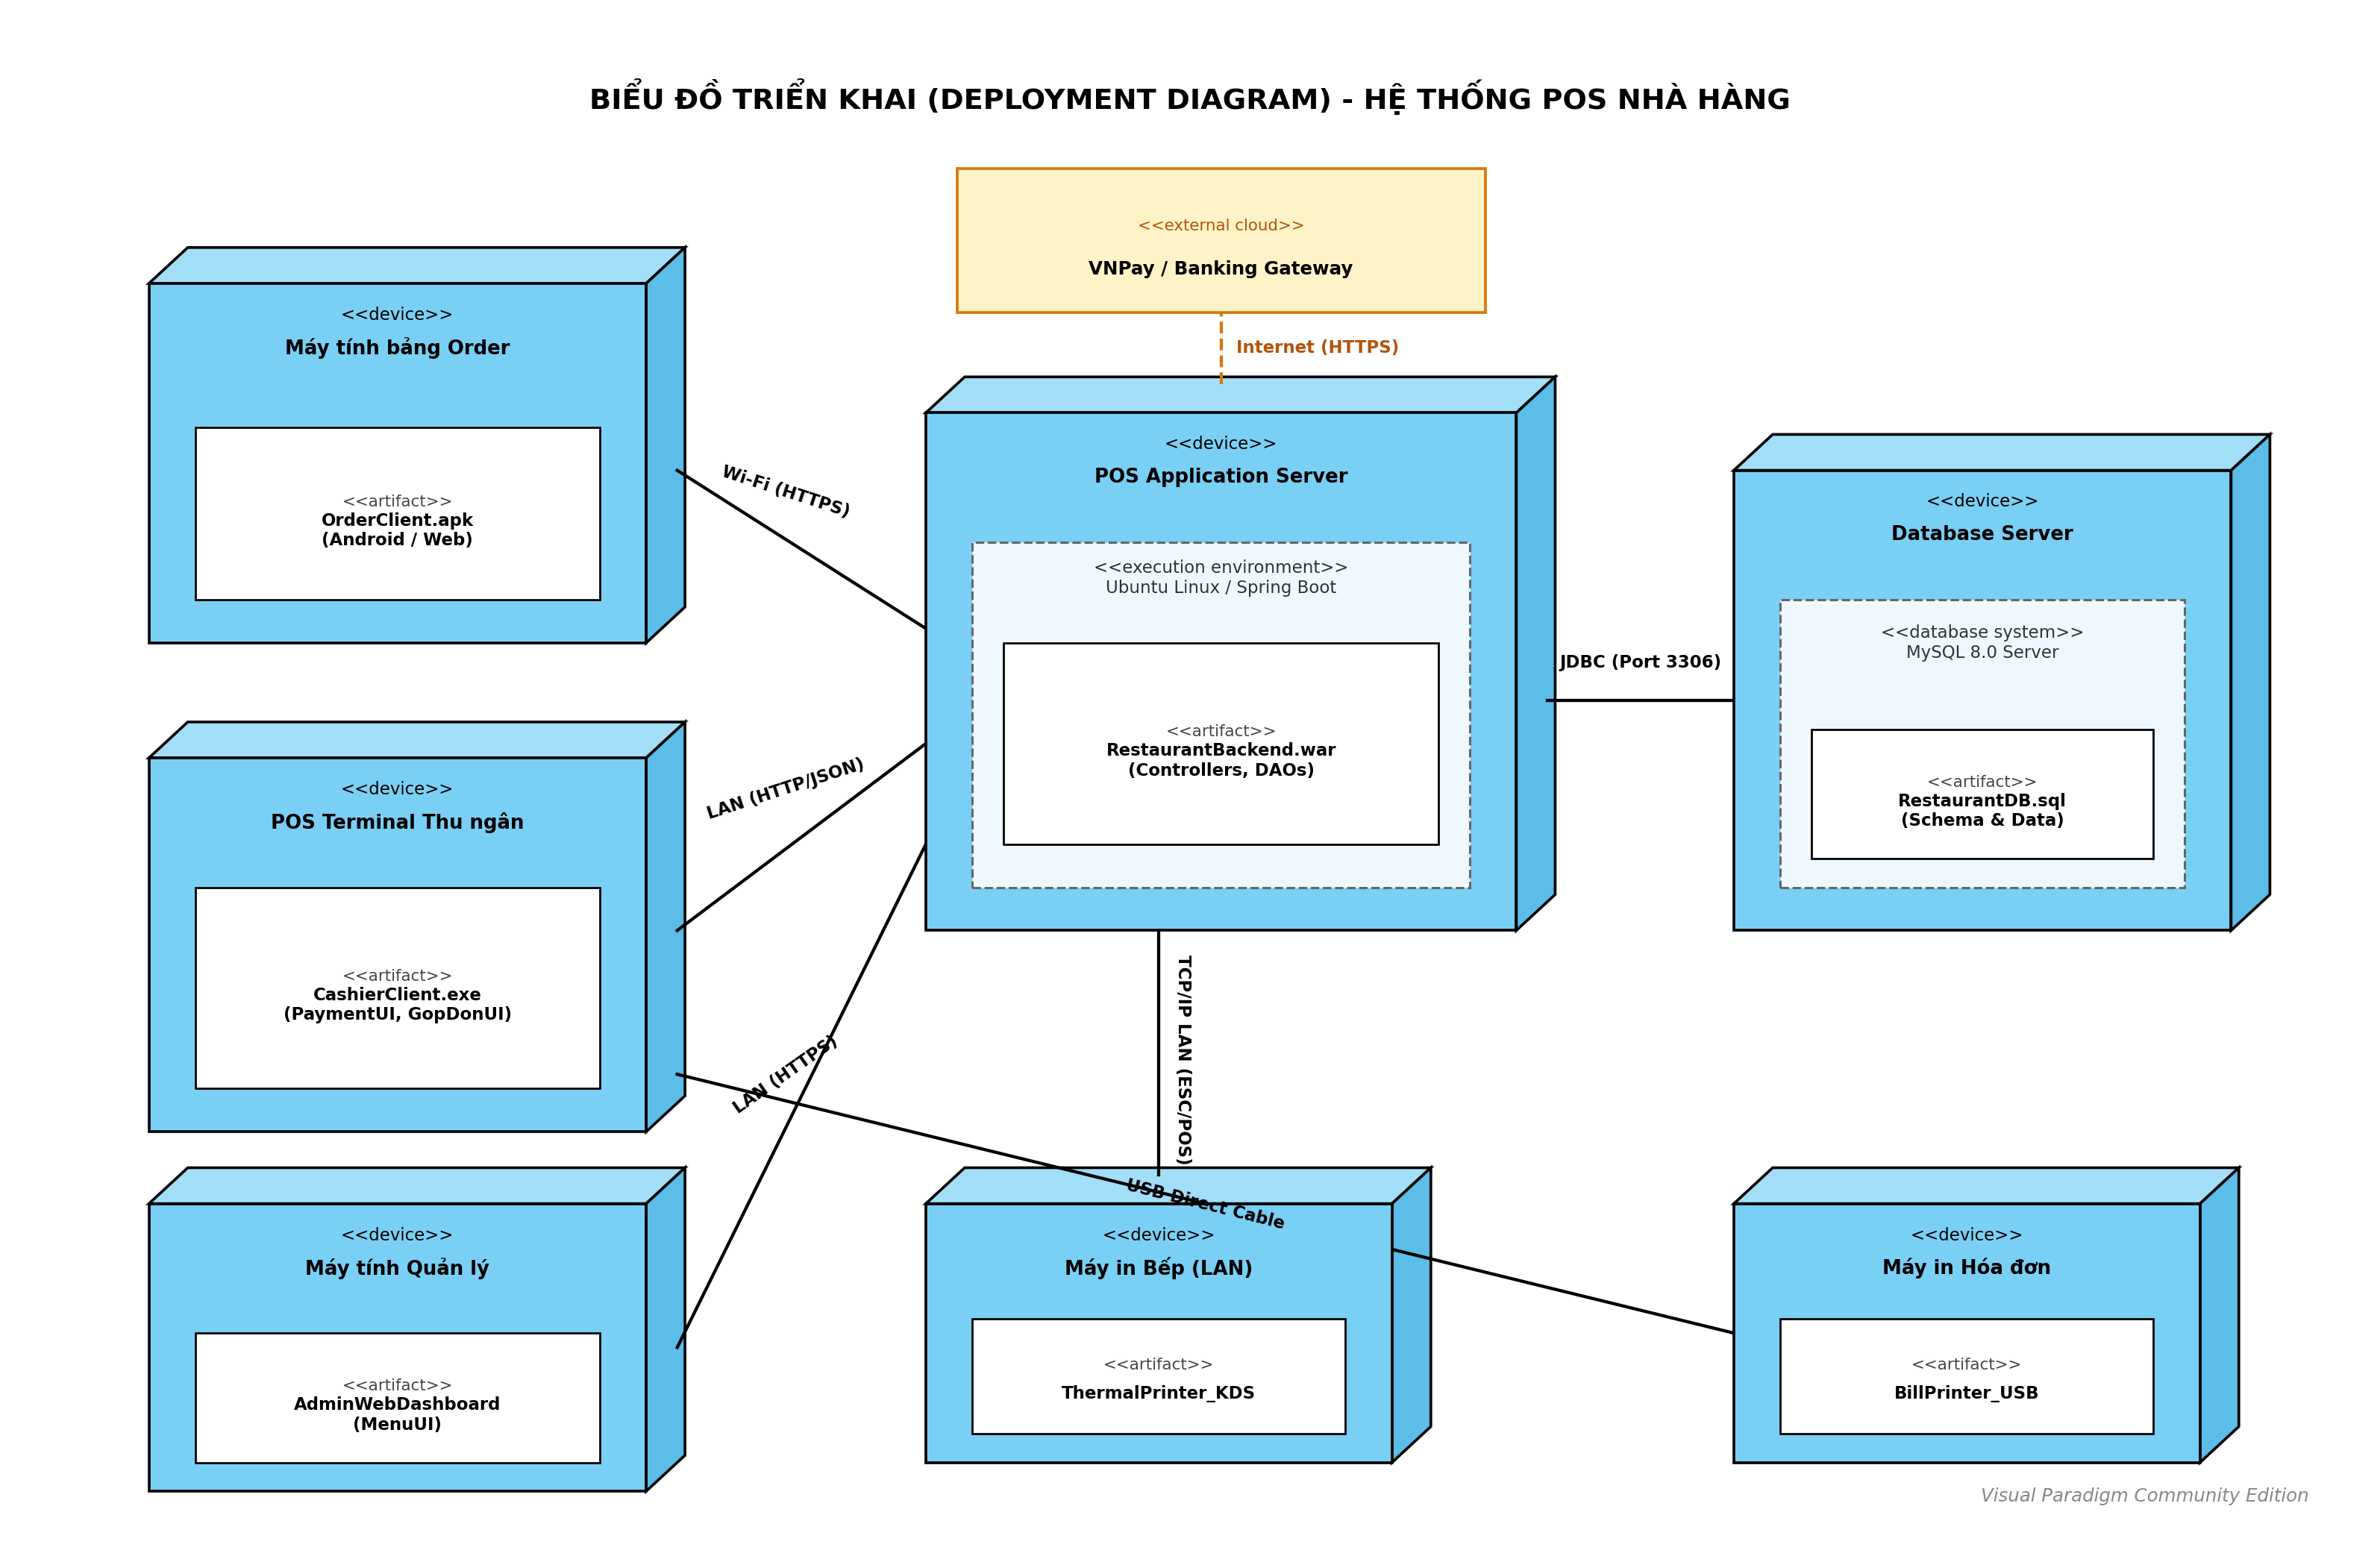 BIỂU ĐỒ TRIỂN KHAI (DEPLOYMENT DIAGRAM) - HỆ THỐNG POS NHÀ HÀNG
<<external cloud>>
VNPay / Banking Gateway
Internet (HTTPS)
<<device>>
Máy tính bảng Order
<<artifact>>
OrderClient.apk
(Android / Web)
Wi-Fi (HTTPS)
<<device>>
POS Application Server
<<execution environment>>
Ubuntu Linux / Spring Boot
<<artifact>>
RestaurantBackend.war
(Controllers, DAOs)
JDBC (Port 3306)
<<device>>
Database Server
<<database system>>
MySQL 8.0 Server
<<artifact>>
RestaurantDB.sql
(Schema & Data)
<<device>>
POS Terminal Thu ngân
<<artifact>>
CashierClient.exe
(PaymentUI, GopDonUI)
LAN (HTTP/JSON)
LAN (HTTPS)
TCP/IP LAN (ESC/POS)
USB Direct Cable
<<device>>
Máy tính Quản lý
<<artifact>>
AdminWebDashboard
(MenuUI)
<<device>>
Máy in Bếp (LAN)
<<artifact>>
ThermalPrinter_KDS
<<device>>
Máy in Hóa đơn
<<artifact>>
BillPrinter_USB
Visual Paradigm Community Edition